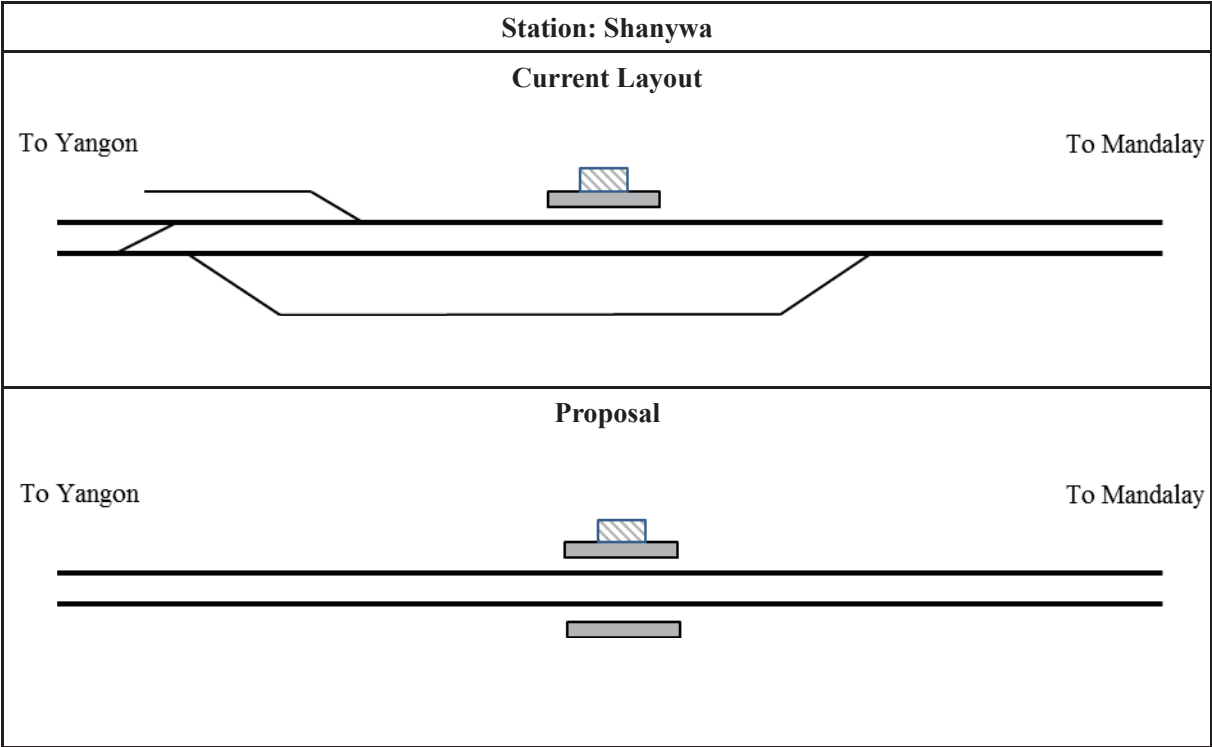 Station: Shanywa
Current Layout
To Yangon
To Mandalay
Proposal
To Yangon
To Mandalay